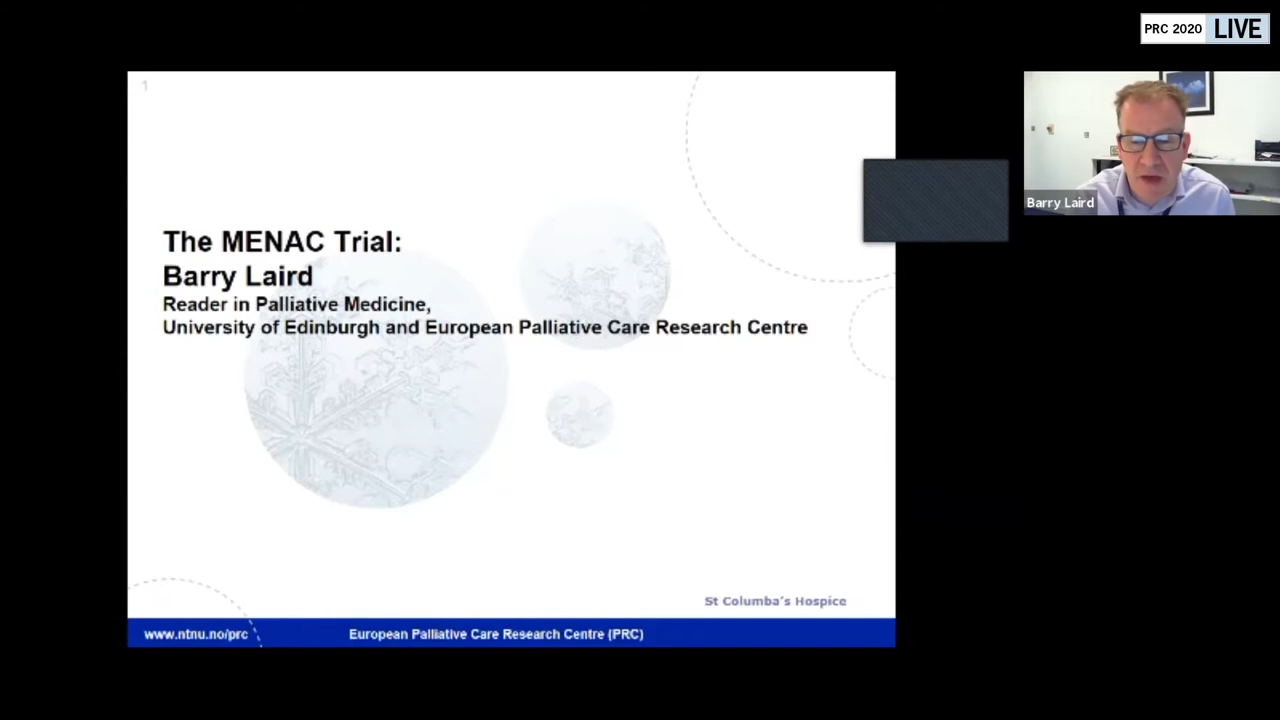 PRC 2020 LIVE
1
The MENAC Trial:
Barry Laird
Reader in Palliative Medicine,
University of Edinburgh and European Palliative Care Research Centre
Barry Laird
St Columba's Hospice
www.ntnu.no/prc European Palliative Care Research Centre (PRC)